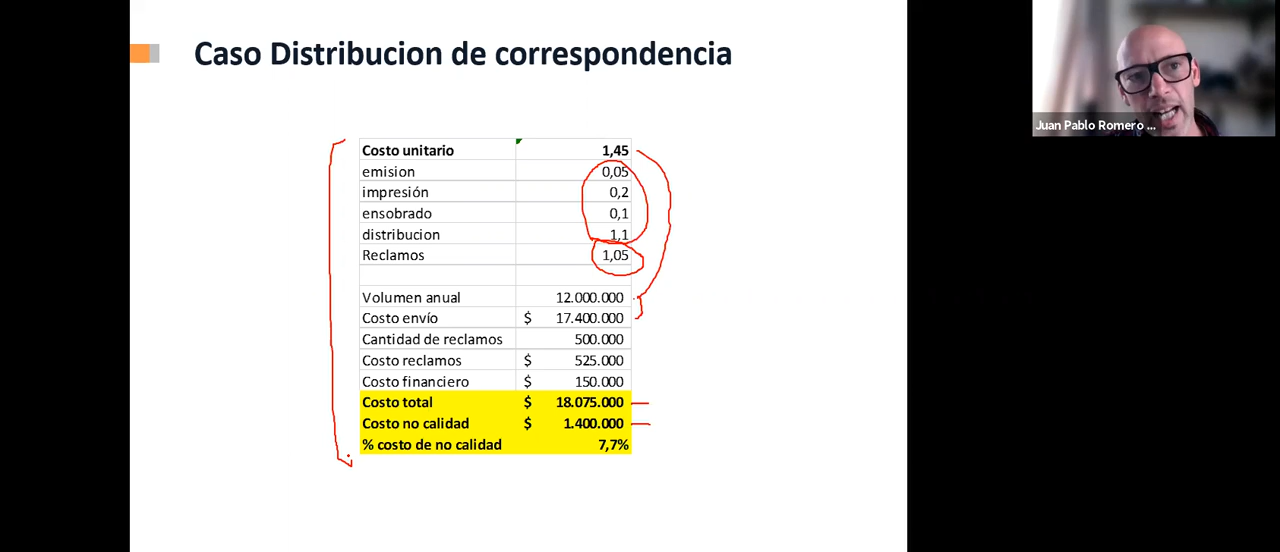 Caso Distribucion de correspondencia
Juan Pablo Romero ...
Costo unitario 1,45
emision 0,05
impresión 0,2
ensobrado 0,1
distribucion 1,1
Reclamos 1,05
Volumen anual 12.000.000
Costo envío $ 17.400.000
Cantidad de reclamos 500.000
Costo reclamos $ 525.000
Costo financiero $ 150.000
Costo total $ 18.075.000
Costo no calidad $ 1.400.000
% costo de no calidad 7,7%